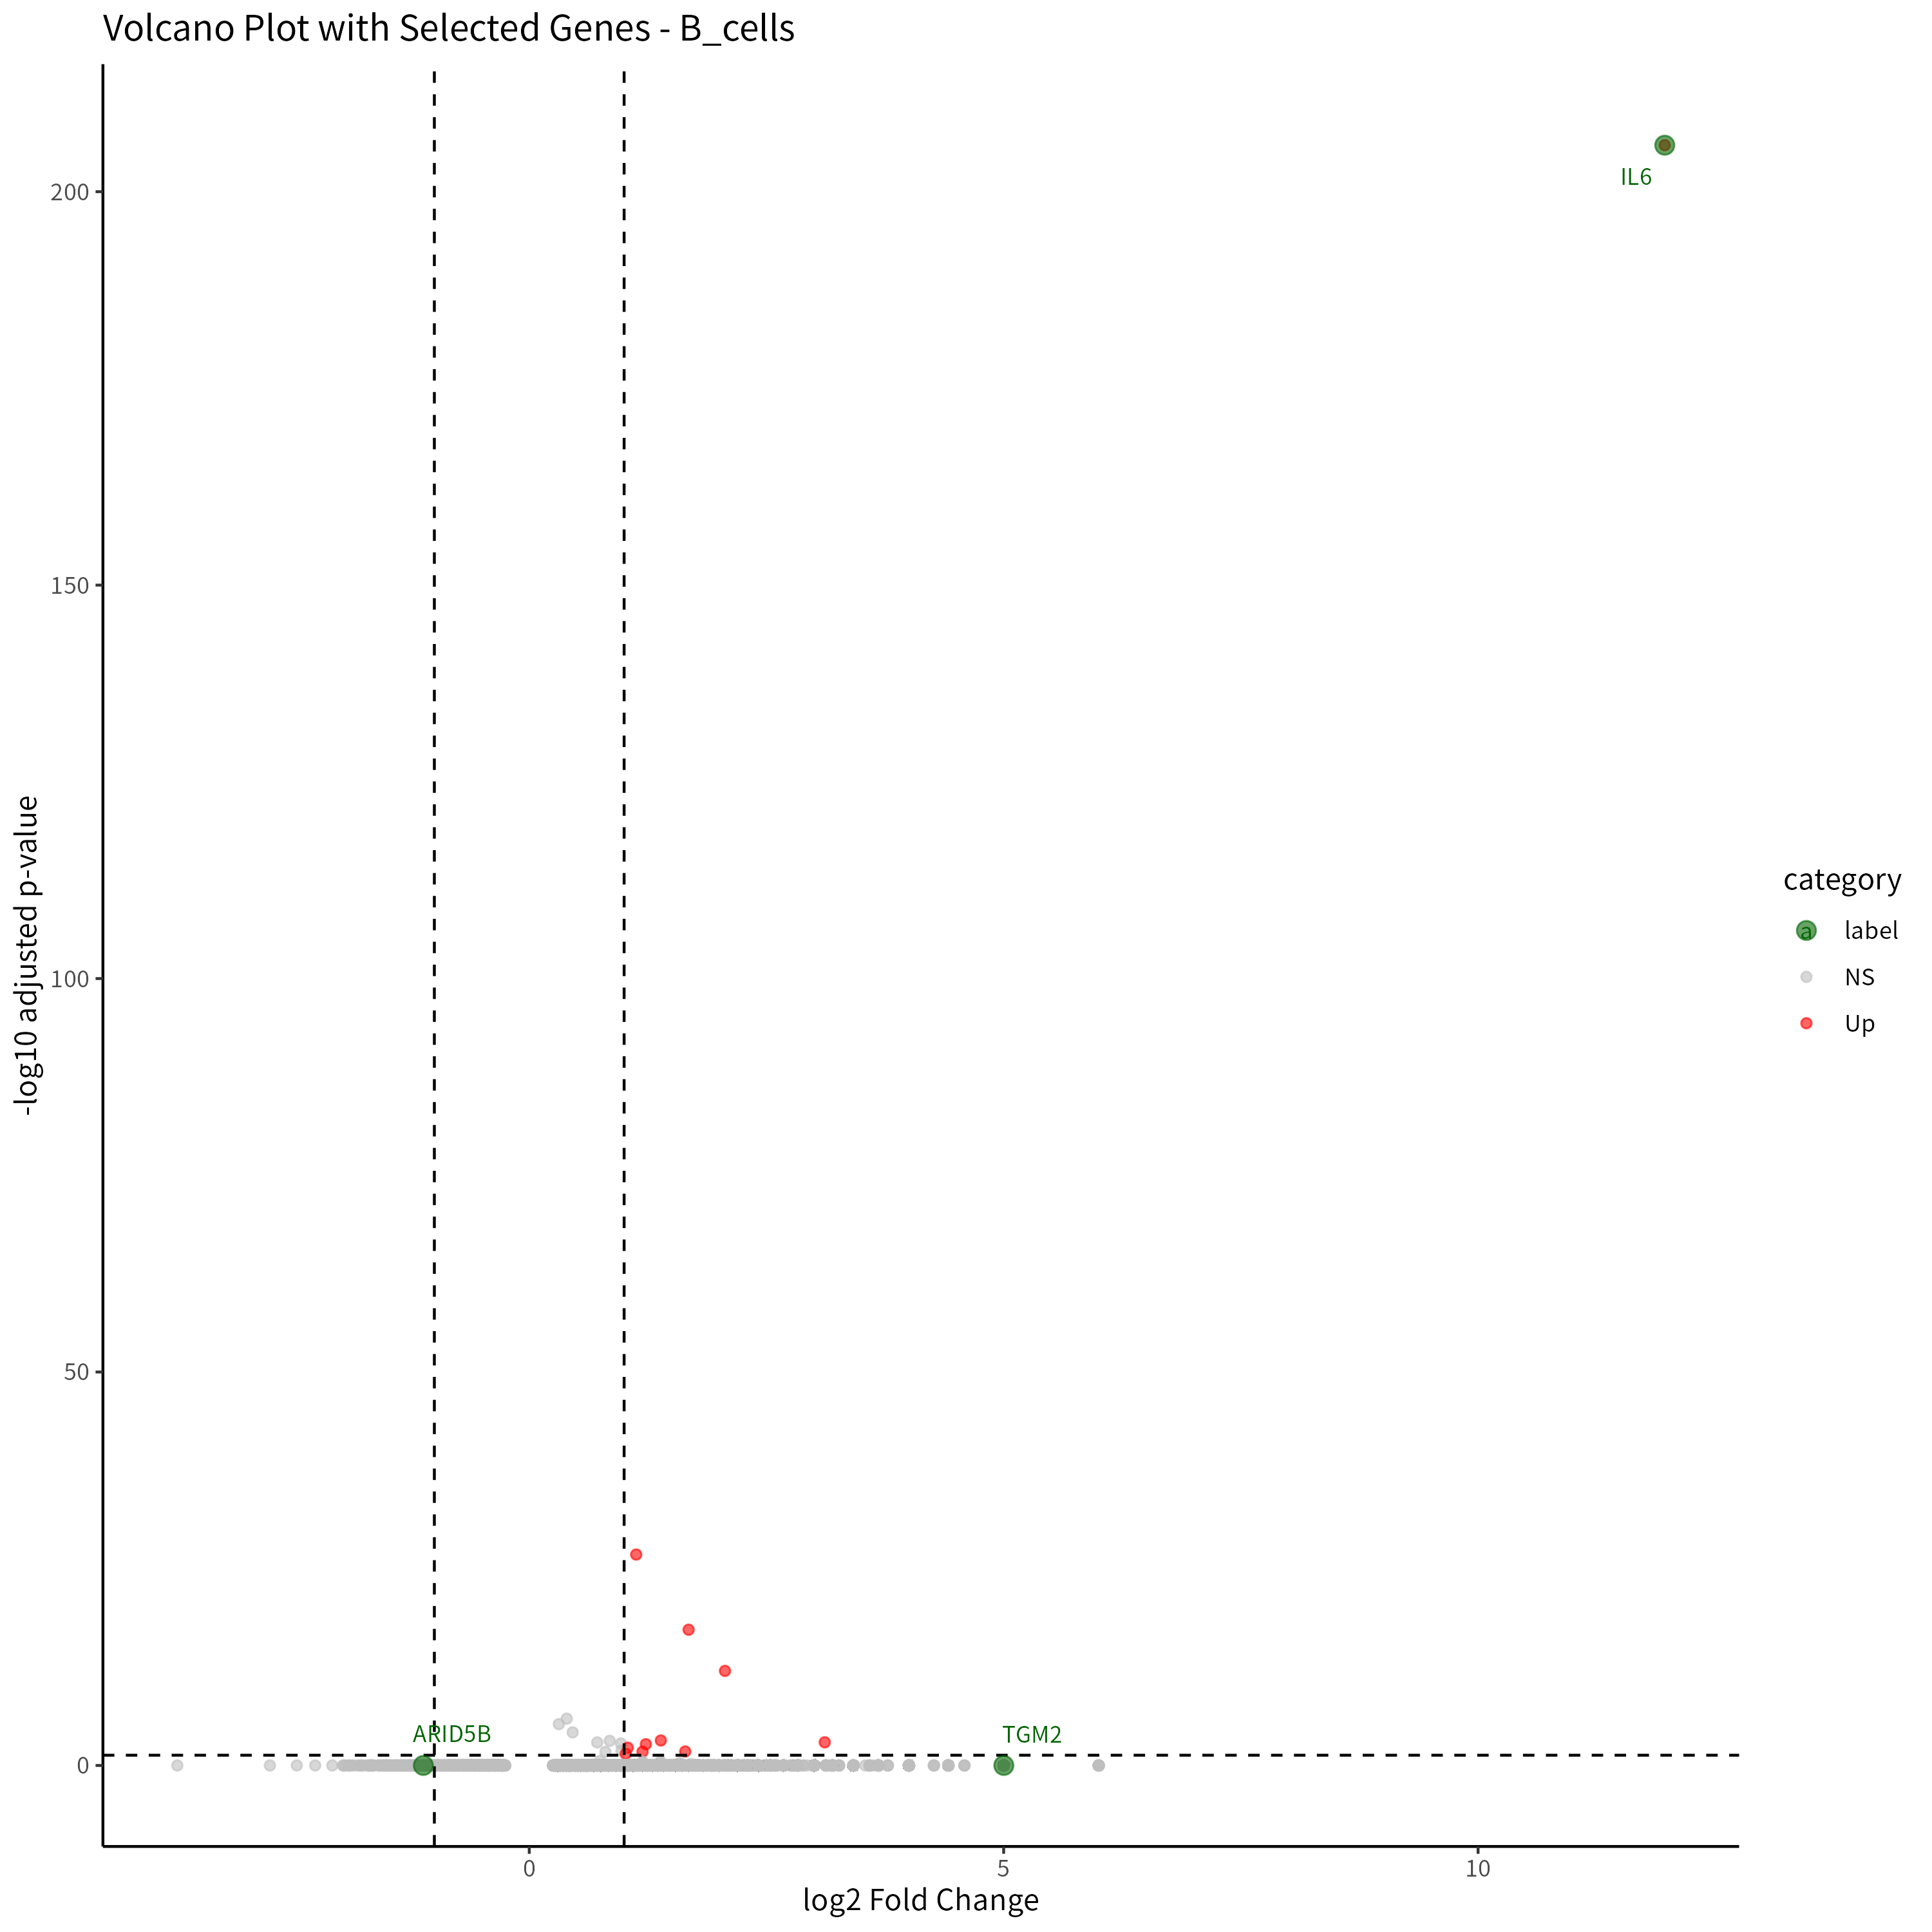 Volcano Plot with Selected Genes - B_cells
-log10 adjusted p-value
200
150
100
50
0
IL6
ARID5B
TGM2
0
5
10
log2 Fold Change
category
a label
NS
Up